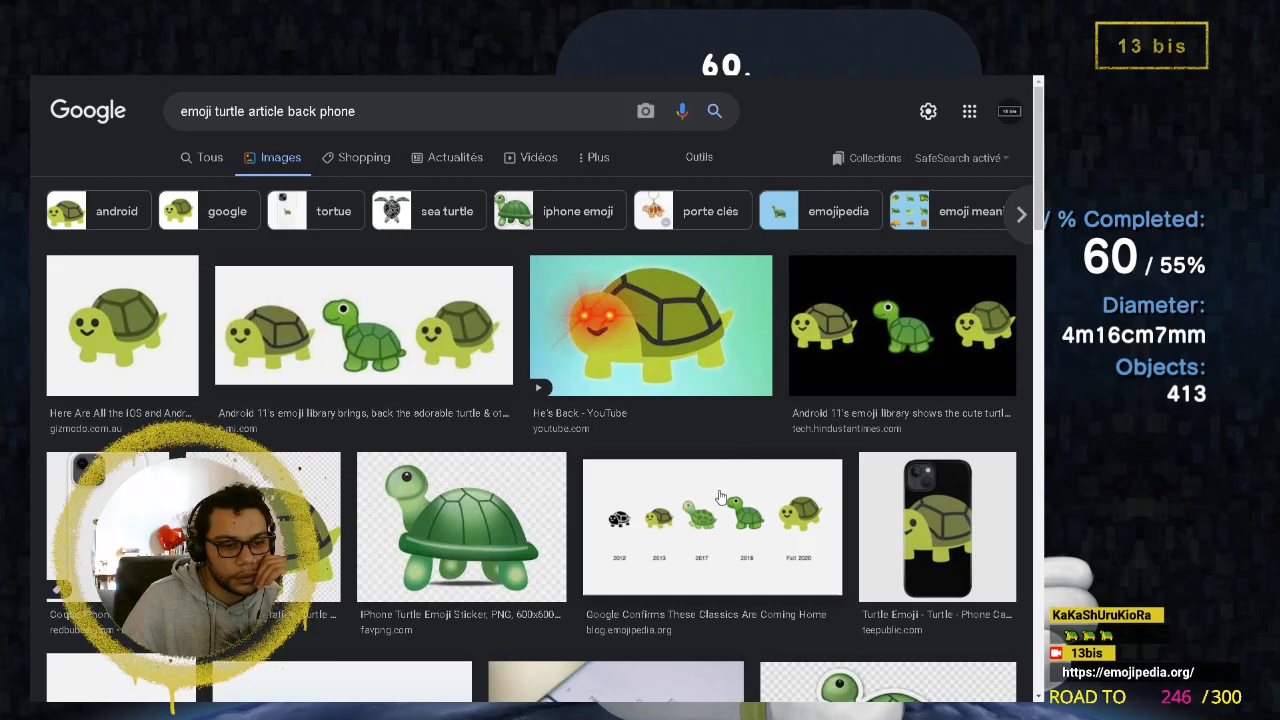 13 bis
60.
Google
emoji turtle article back phone
13 bis
Tous
Images
Shopping
Actualités
Vidéos
Plus
Outils
Collections
SafeSearch activé
android
google
tortue
sea turtle
iphone emoji
porte clés
emojipedia
emoji meani
/ % Completed:
60 / 55%
Diameter:
4m16cm7mm
Objects:
413
Here Are All the iOS and Andr...
gizmodo.com.au
Android 11's emoji library brings, back the adorable turtle & ot...
mi.com
He's Back - YouTube
youtube.com
Android 11's emoji library shows the cute turtl...
tech.hindustantimes.com
2012
2013
2017
2018
Fall 2020
redbubble.com
IPhone Turtle Emoji Sticker, PNG, 600x600...
favpng.com
Google Confirms These Classics Are Coming Home
blog.emojipedia.org
Turtle Emoji - Turtle - Phone Ca...
teepublic.com
KaKaShUruKioRa
13bis
https://emojipedia.org/
ROAD TO 246 / 300